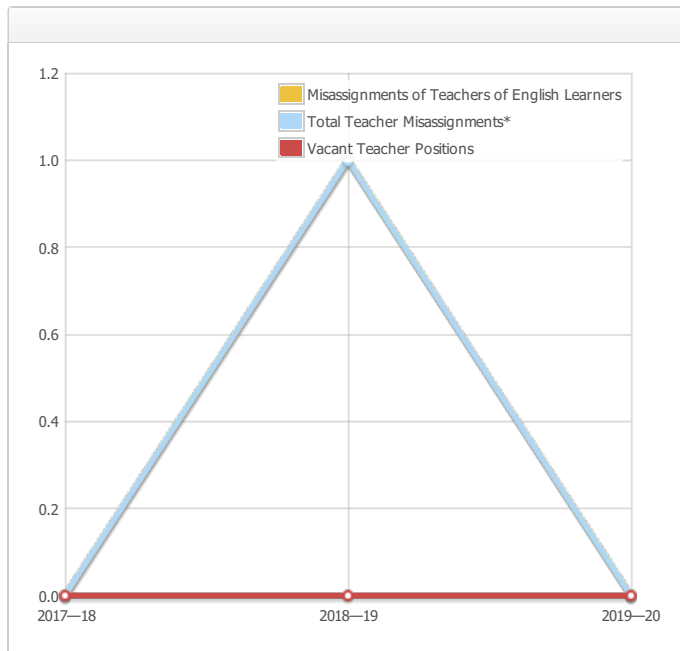 1.2
Misassignments of Teachers of English Learners
Total Teacher Misassignments*
Vacant Teacher Positions
1.0
0.8
0.6
0.4
0.2
0.0
2017—18 2018—19 2019—20